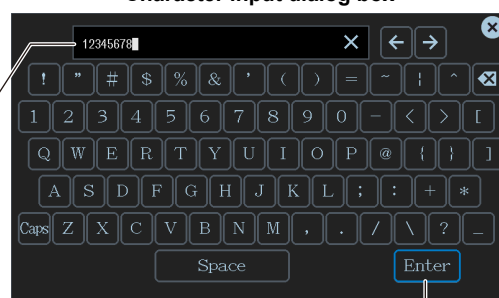 Character input dialog box
12345678
! " # $ % & ' ( ) = ~ ¦ ^
1 2 3 4 5 6 7 8 9 0 - < > [
Q W E R T Y U I O P @ { } ]
A S D F G H J K L ; : + *
Caps Z X C V B N M , . / \ ? _
Space Enter